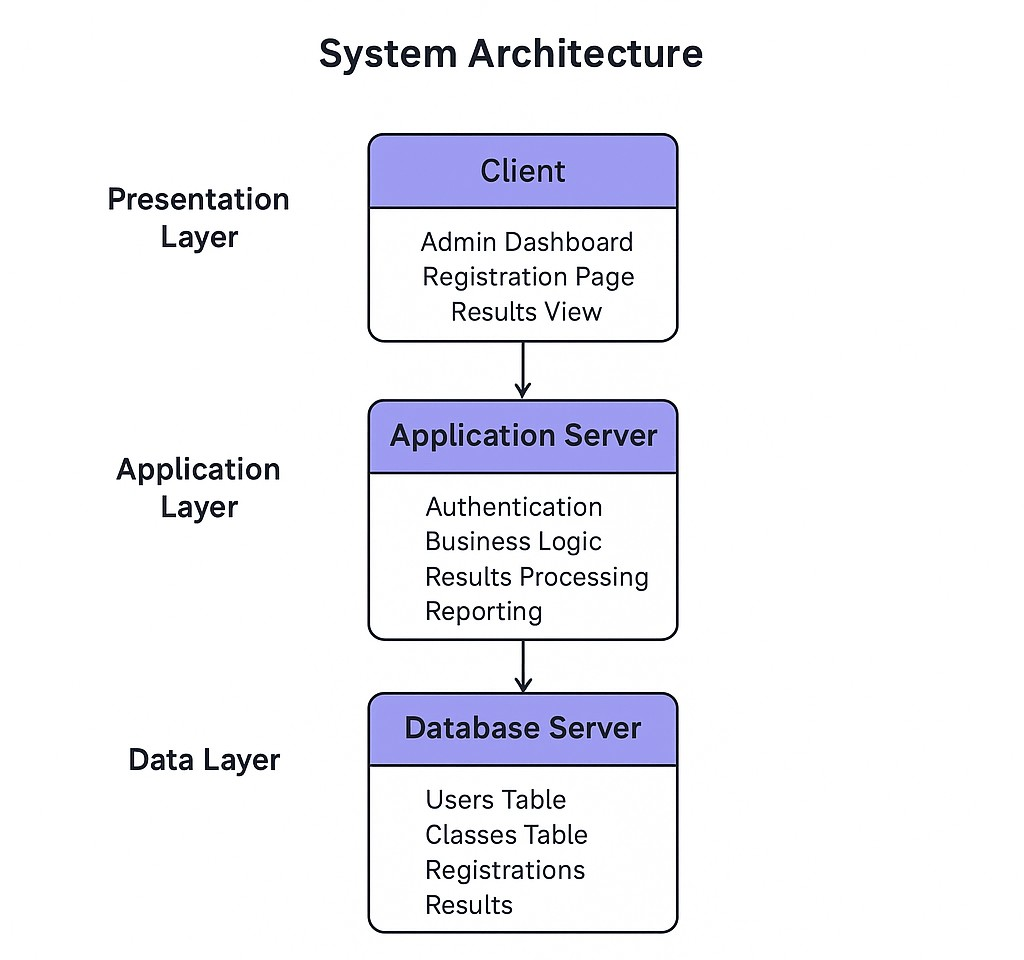 System Architecture
Presentation
Layer
Client
Admin Dashboard
Registration Page
Results View
Application
Layer
Application Server
Authentication
Business Logic
Results Processing
Reporting
Data Layer
Database Server
Users Table
Classes Table
Registrations
Results